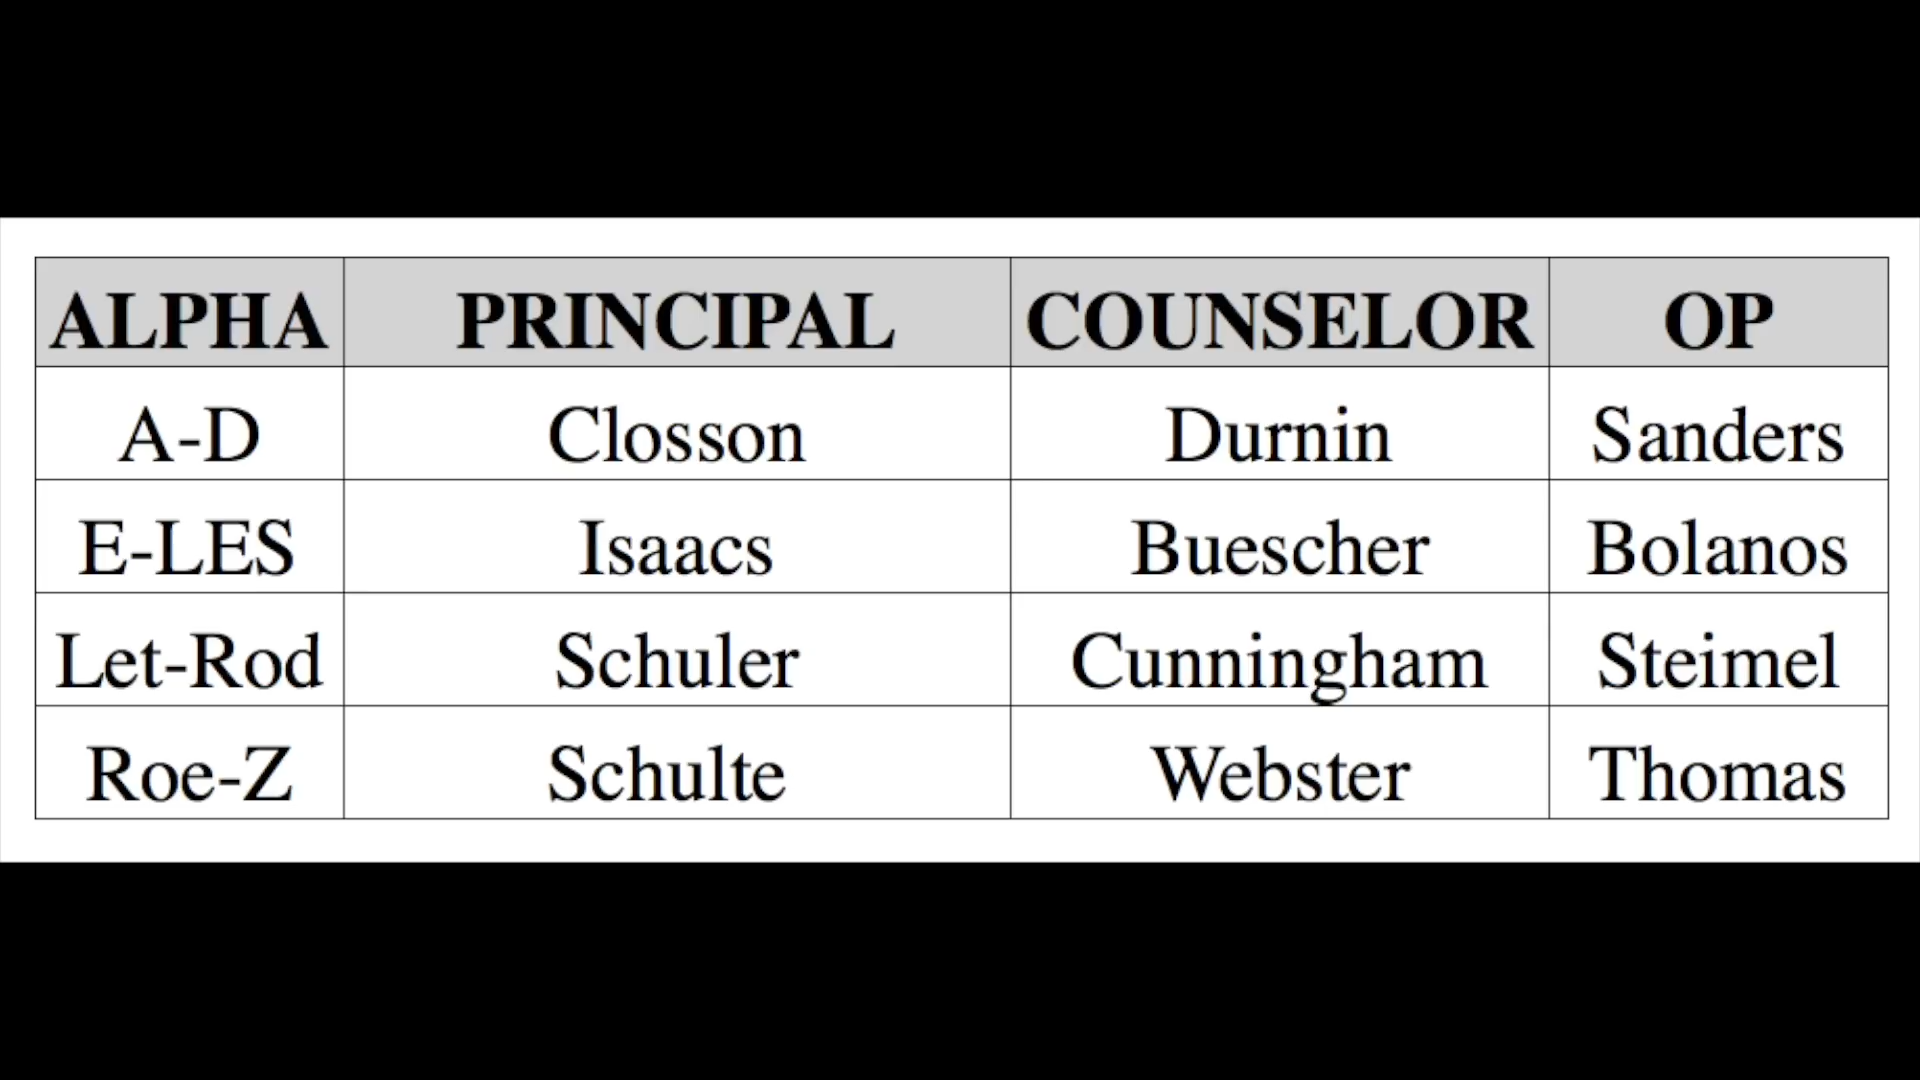 ALPHA PRINCIPAL COUNSELOR OP
A-D Closson Durnin Sanders
E-LES Isaacs Buescher Bolanos
Let-Rod Schuler Cunningham Steimel
Roe-Z Schulte Webster Thomas